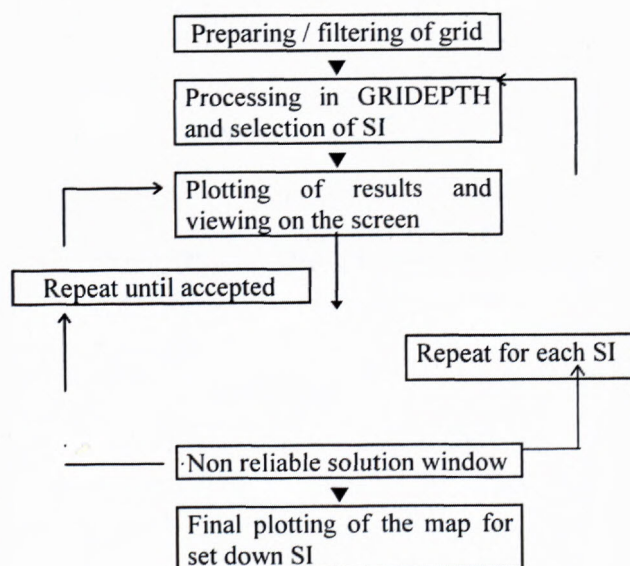 Preparing / filtering of grid
Processing in GRIDEPTH
and selection of SI
Plotting of results and
viewing on the screen
Repeat until accepted
Repeat for each SI
Non reliable solution window
Final plotting of the map for
set down SI